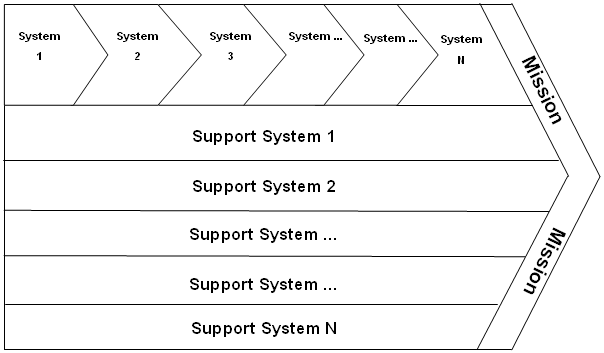 System
1
System
2
System
3
System ...
System ...
System
N
Mission
Support System 1
Support System 2
Support System ...
Support System ...
Support System N
Mission